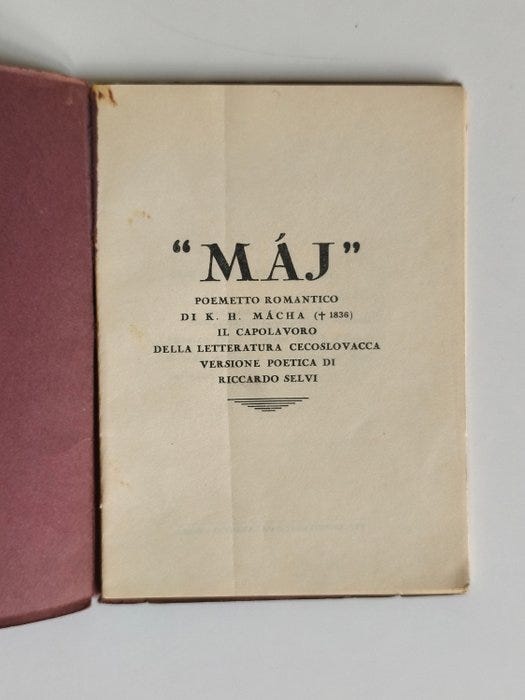 “MÁJ”
POEMETTO ROMANTICO
DI K. H. MÁCHA († 1836)
IL CAPOLAVORO
DELLA LETTERATURA CECOSLOVACCA
VERSIONE POETICA DI
RICCARDO SELVI